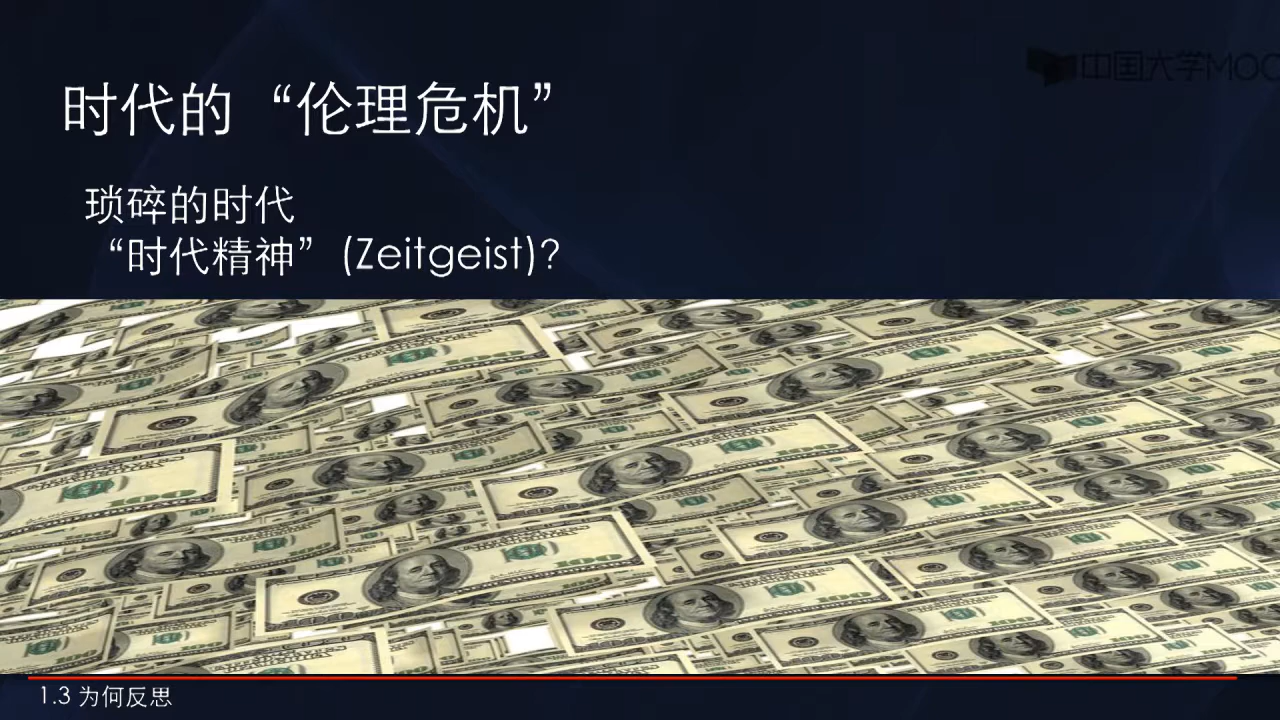 中国大学MOO
时代的“伦理危机”
琐碎的时代
“时代精神”(Zeitgeist)?
1.3 为何反思